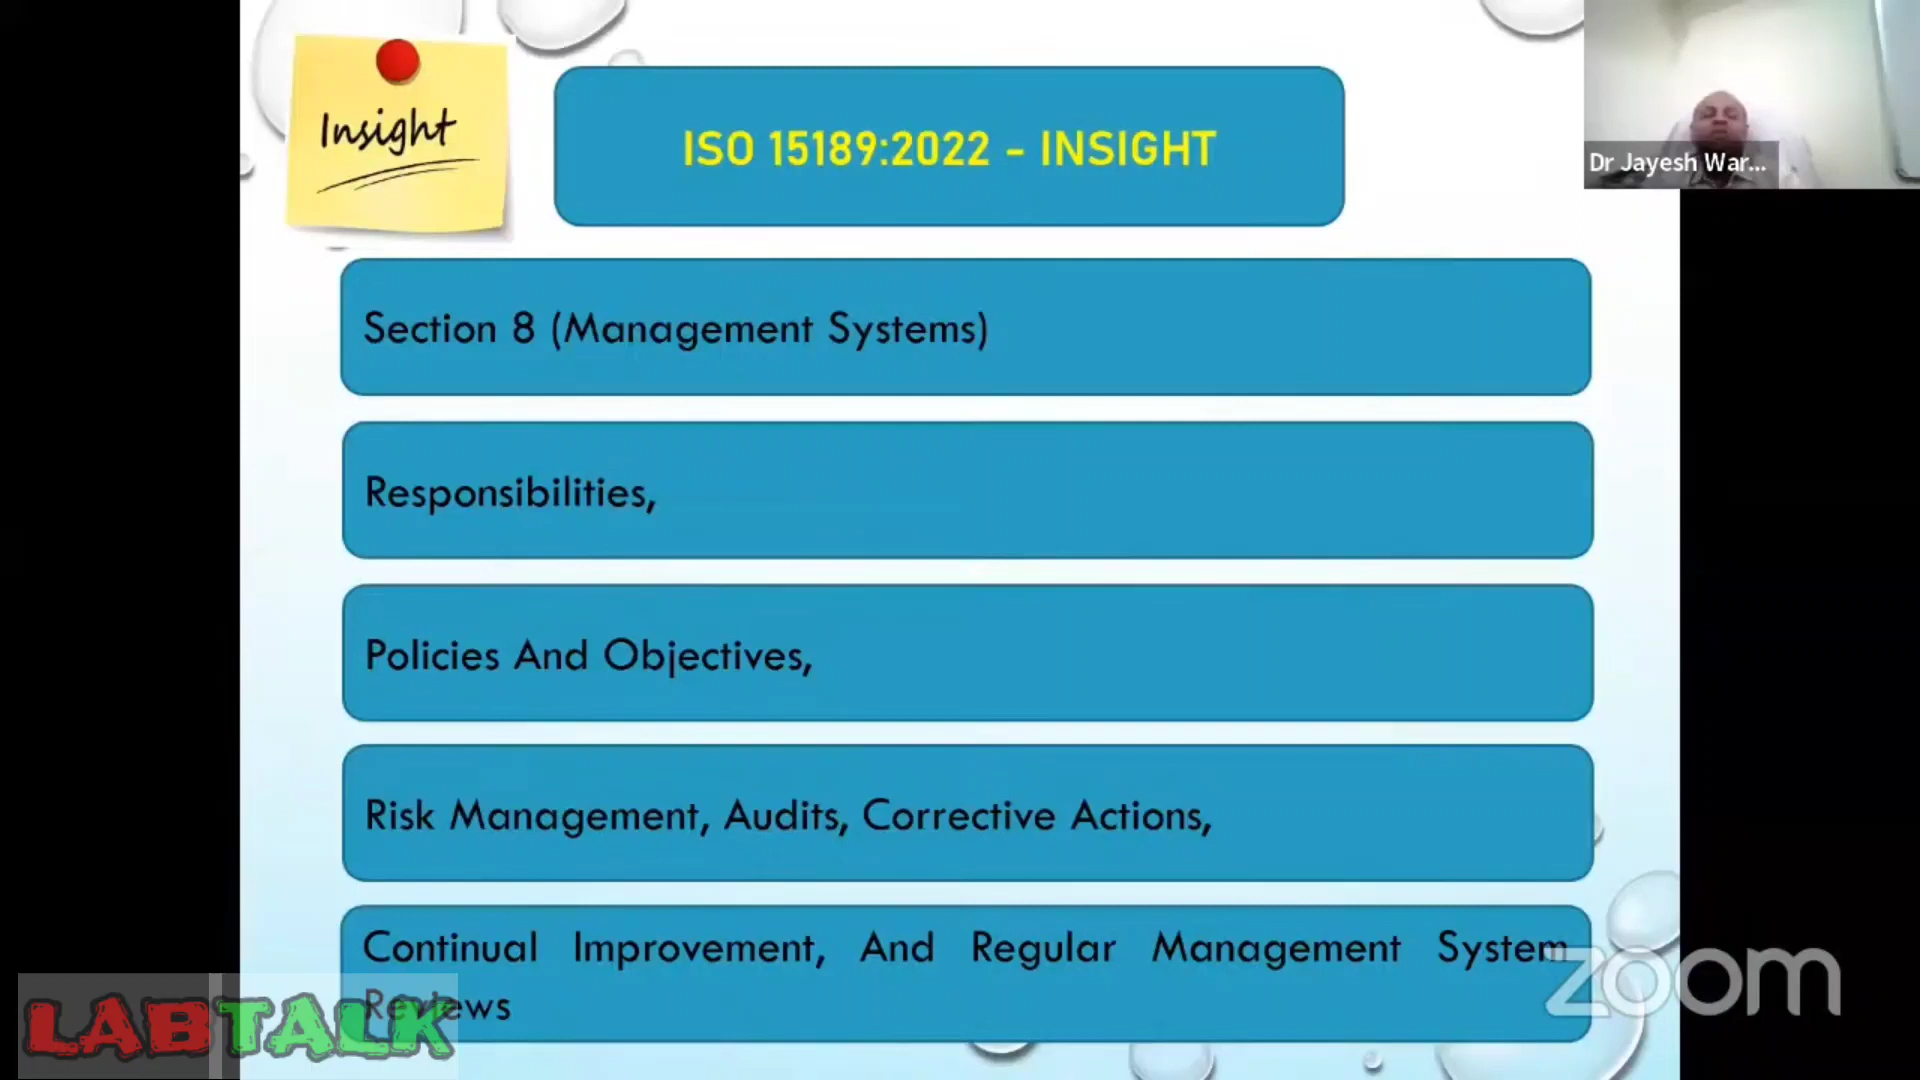 Insight
ISO 15189:2022 - INSIGHT
Dr Jayesh War...
Section 8 (Management Systems)
Responsibilities,
Policies And Objectives,
Risk Management, Audits, Corrective Actions,
Continual Improvement, And Regular Management System
Reviews
LABTALK
zoom